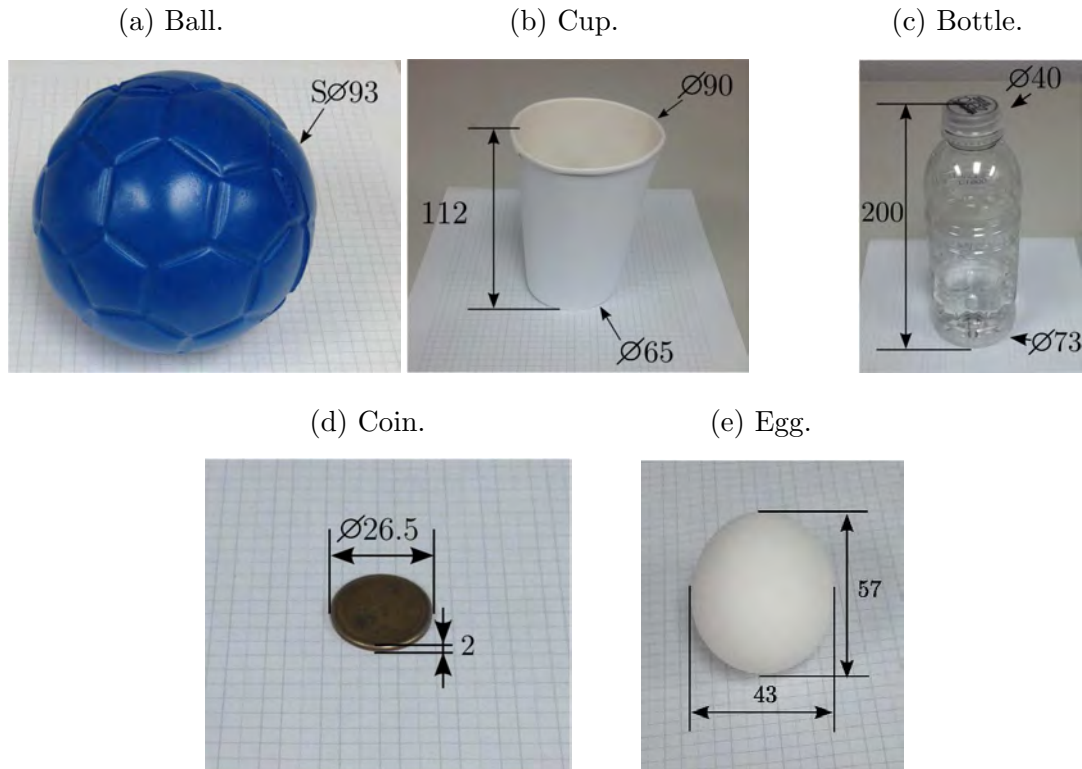 (a) Ball.
(b) Cup.
(c) Bottle.
SØ93
Ø90
112
Ø65
Ø40
200
Ø73
(d) Coin.
(e) Egg.
Ø26.5
2
57
43